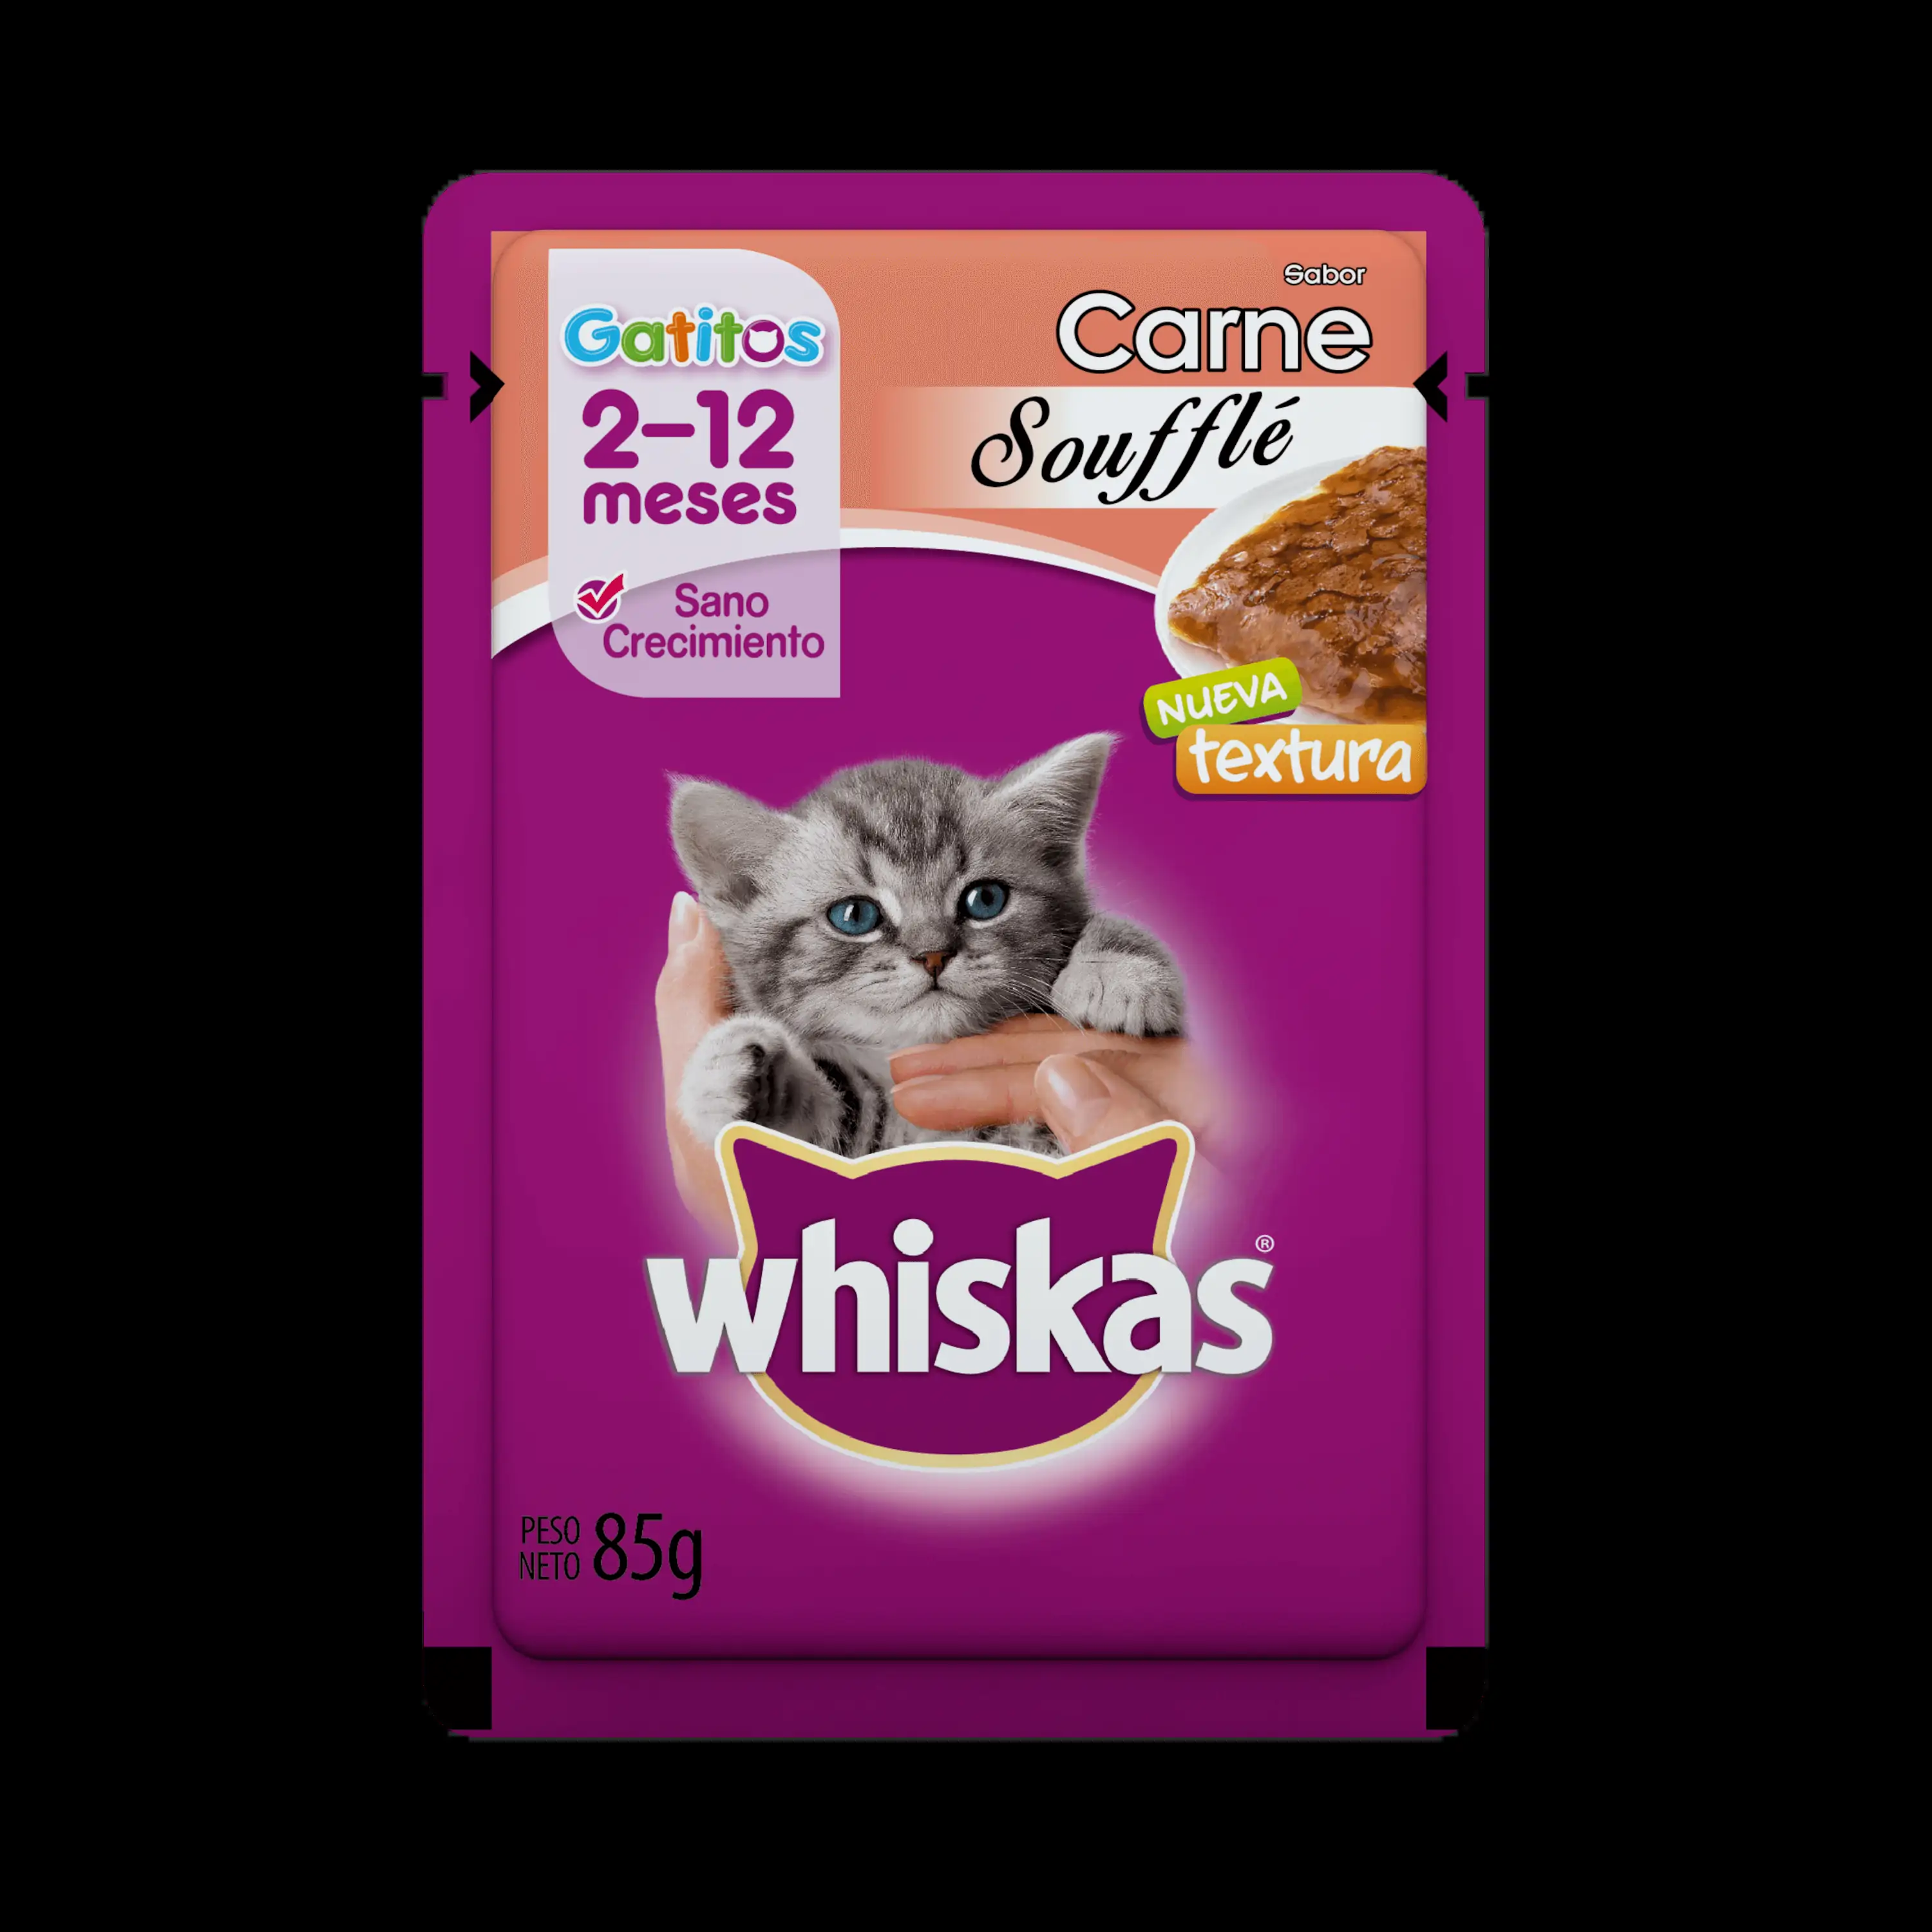 Gatitos
2-12
meses
Sano
Crecimiento
Sabor
Carne
Soufflé
NUEVA
textura
whiskas®
PESO
NETO 85g